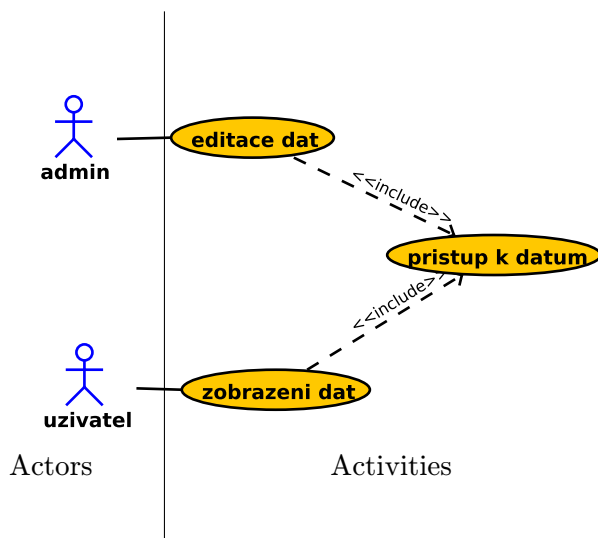 editace dat
admin
<<include>>
pristup k datum
<<include>>
zobrazeni dat
uzivatel
Actors
Activities